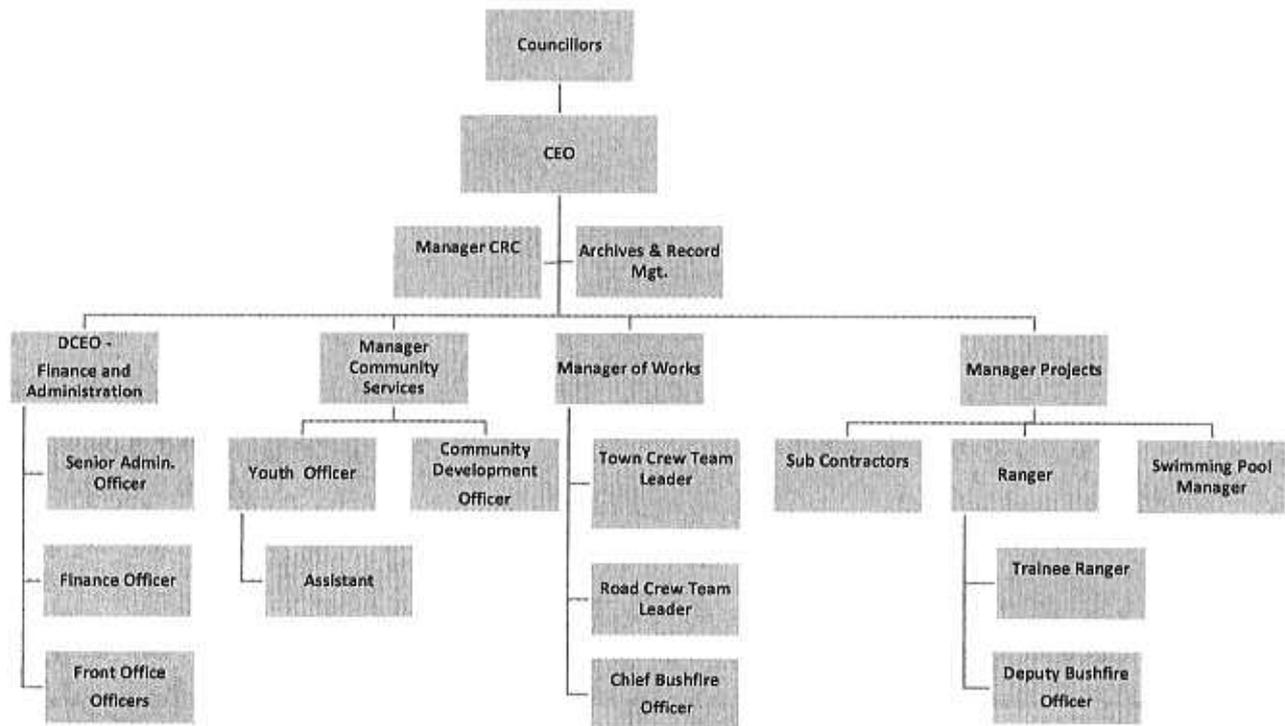 Councillors
CEO
Manager CRC
Archives & Record
Mgt.
DCEO -
Finance and
Administration
Manager
Community
Services
Manager of Works
Manager Projects
Senior Admin.
Officer
Youth Officer
Community
Development
Officer
Town Crew Team
Leader
Sub Contractors
Ranger
Swimming Pool
Manager
Finance Officer
Assistant
Road Crew Team
Leader
Trainee Ranger
Front Office
Officers
Chief Bushfire
Officer
Deputy Bushfire
Officer